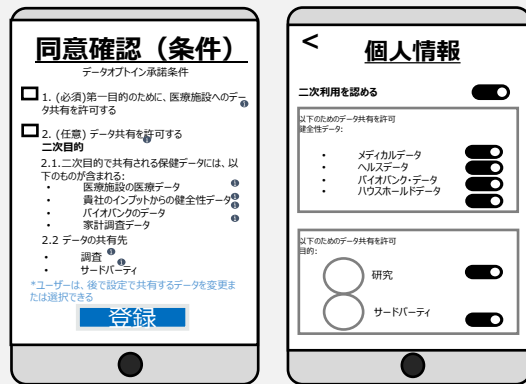 同意確認（条件）
データオプトイン承諾条件
1. (必須)第一目的のために、医療施設へのデー
タ共有を許可する
2. (任意) データ共有を許可する
二次目的
2.1.二次目的で共有される保健データには、以
下のものが含まれる:
• 医療施設の医療データ
• 貴社のインプットからの健全性データ
• バイオバンクのデータ
• 家計調査データ
2.2 データの共有先
• 調査
• サードパーティ
*ユーザーは、後で設定で共有するデータを変更ま
たは選択できる
登録
<
個人情報
二次利用を認める
以下のためのデータ共有を許可
健全性データ:
• メディカルデータ
• ヘルスデータ
• バイオバンク・データ
• ハウスホールドデータ
以下のためのデータ共有を許可
目的:
研究
サードパーティ